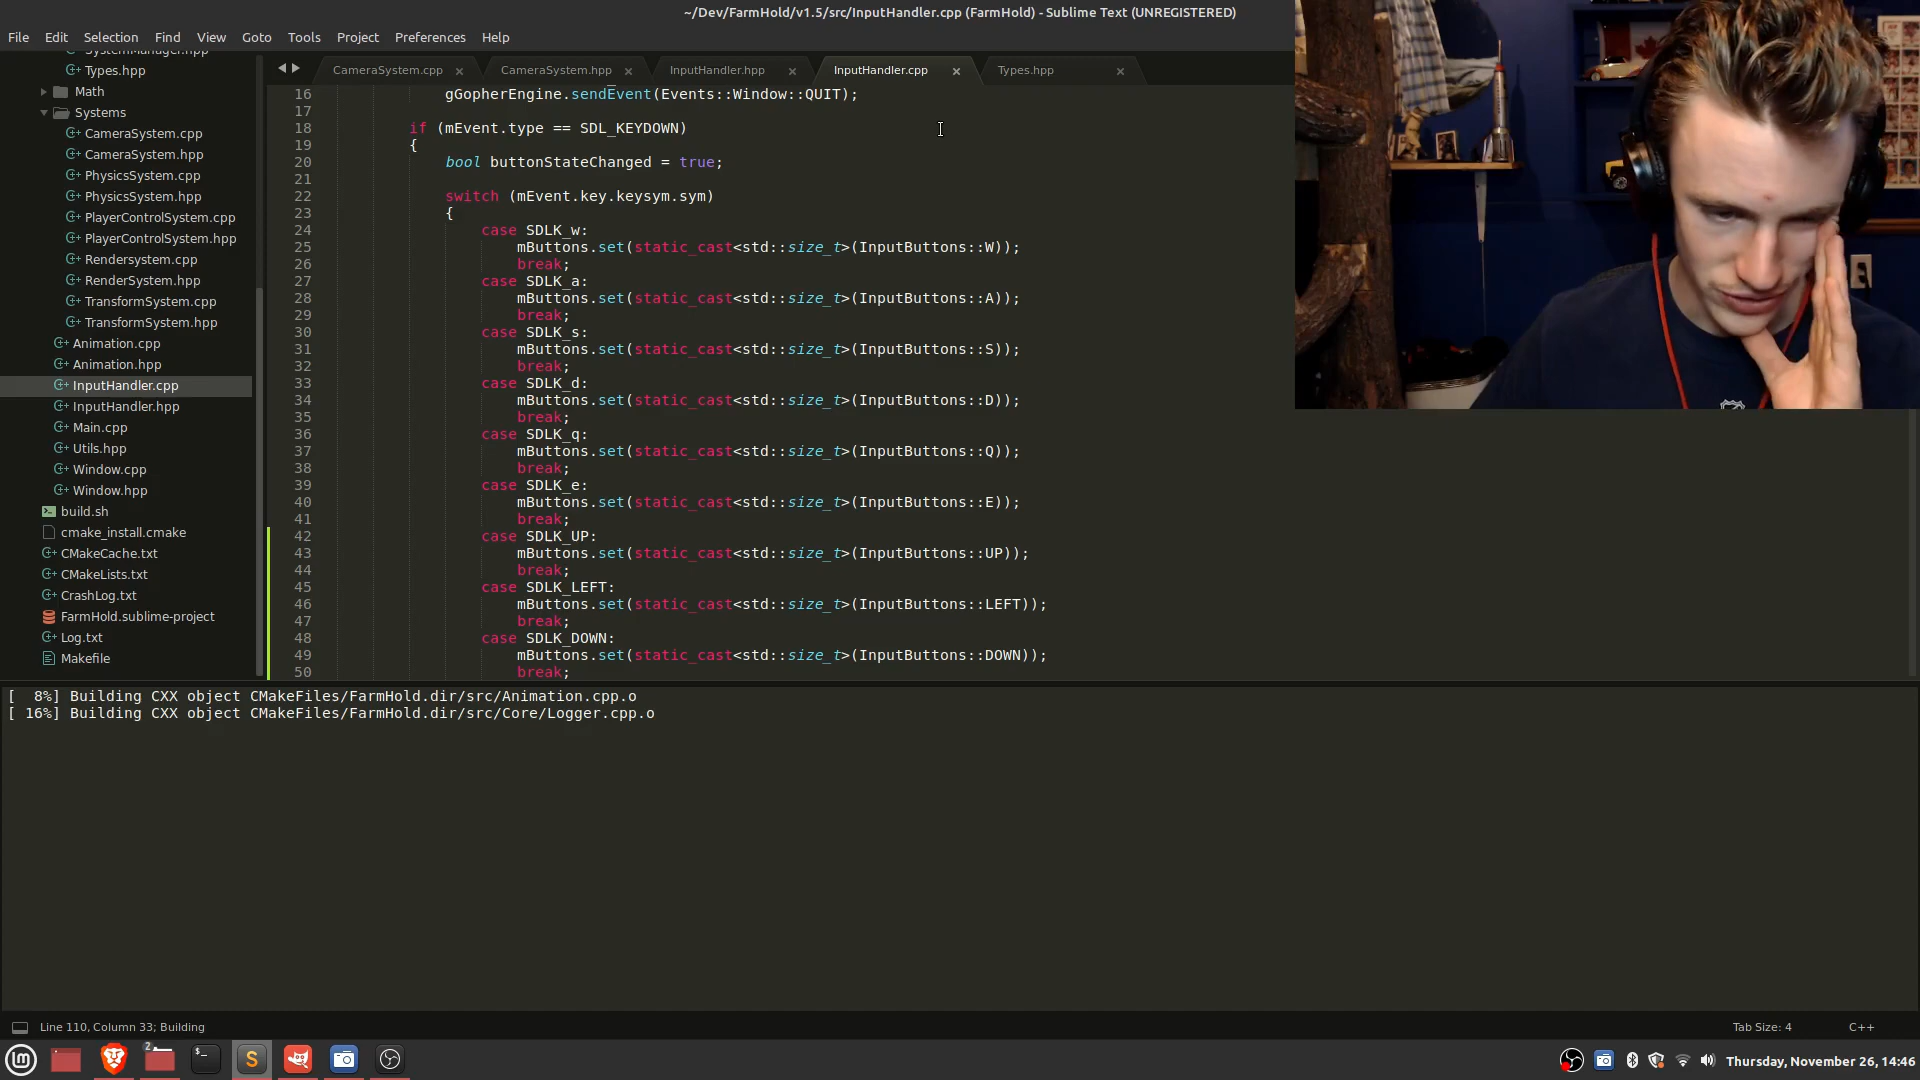 ~/Dev/FarmHold/v1.5/src/InputHandler.cpp (FarmHold) - Sublime Text (UNREGISTERED)
File Edit Selection Find View Goto Tools Project Preferences Help
CameraSystem.cpp × CameraSystem.hpp × InputHandler.hpp × InputHandler.cpp × Types.hpp ×
SystemManager.hpp
Types.hpp
Math
Systems
CameraSystem.cpp
CameraSystem.hpp
PhysicsSystem.cpp
PhysicsSystem.hpp
PlayerControlSystem.cpp
PlayerControlSystem.hpp
Rendersystem.cpp
RenderSystem.hpp
TransformSystem.cpp
TransformSystem.hpp
Animation.cpp
Animation.hpp
InputHandler.cpp
InputHandler.hpp
Main.cpp
Utils.hpp
Window.cpp
Window.hpp
build.sh
cmake_install.cmake
CMakeCache.txt
CMakeLists.txt
CrashLog.txt
FarmHold.sublime-project
Log.txt
Makefile
16 gGopherEngine.sendEvent(Events::Window::QUIT);
17
18 if (mEvent.type == SDL_KEYDOWN)
19 {
20 bool buttonStateChanged = true;
21
22 switch (mEvent.key.keysym.sym)
23 {
24 case SDLK_w:
25 mButtons.set(static_cast<std::size_t>(InputButtons::W));
26 break;
27 case SDLK_a:
28 mButtons.set(static_cast<std::size_t>(InputButtons::A));
29 break;
30 case SDLK_s:
31 mButtons.set(static_cast<std::size_t>(InputButtons::S));
32 break;
33 case SDLK_d:
34 mButtons.set(static_cast<std::size_t>(InputButtons::D));
35 break;
36 case SDLK_q:
37 mButtons.set(static_cast<std::size_t>(InputButtons::Q));
38 break;
39 case SDLK_e:
40 mButtons.set(static_cast<std::size_t>(InputButtons::E));
41 break;
42 case SDLK_UP:
43 mButtons.set(static_cast<std::size_t>(InputButtons::UP));
44 break;
45 case SDLK_LEFT:
46 mButtons.set(static_cast<std::size_t>(InputButtons::LEFT));
47 break;
48 case SDLK_DOWN:
49 mButtons.set(static_cast<std::size_t>(InputButtons::DOWN));
50 break;
[  8%] Building CXX object CMakeFiles/FarmHold.dir/src/Animation.cpp.o
[ 16%] Building CXX object CMakeFiles/FarmHold.dir/src/Core/Logger.cpp.o
Line 110, Column 33; Building Tab Size: 4 C++
2
Thursday, November 26, 14:46